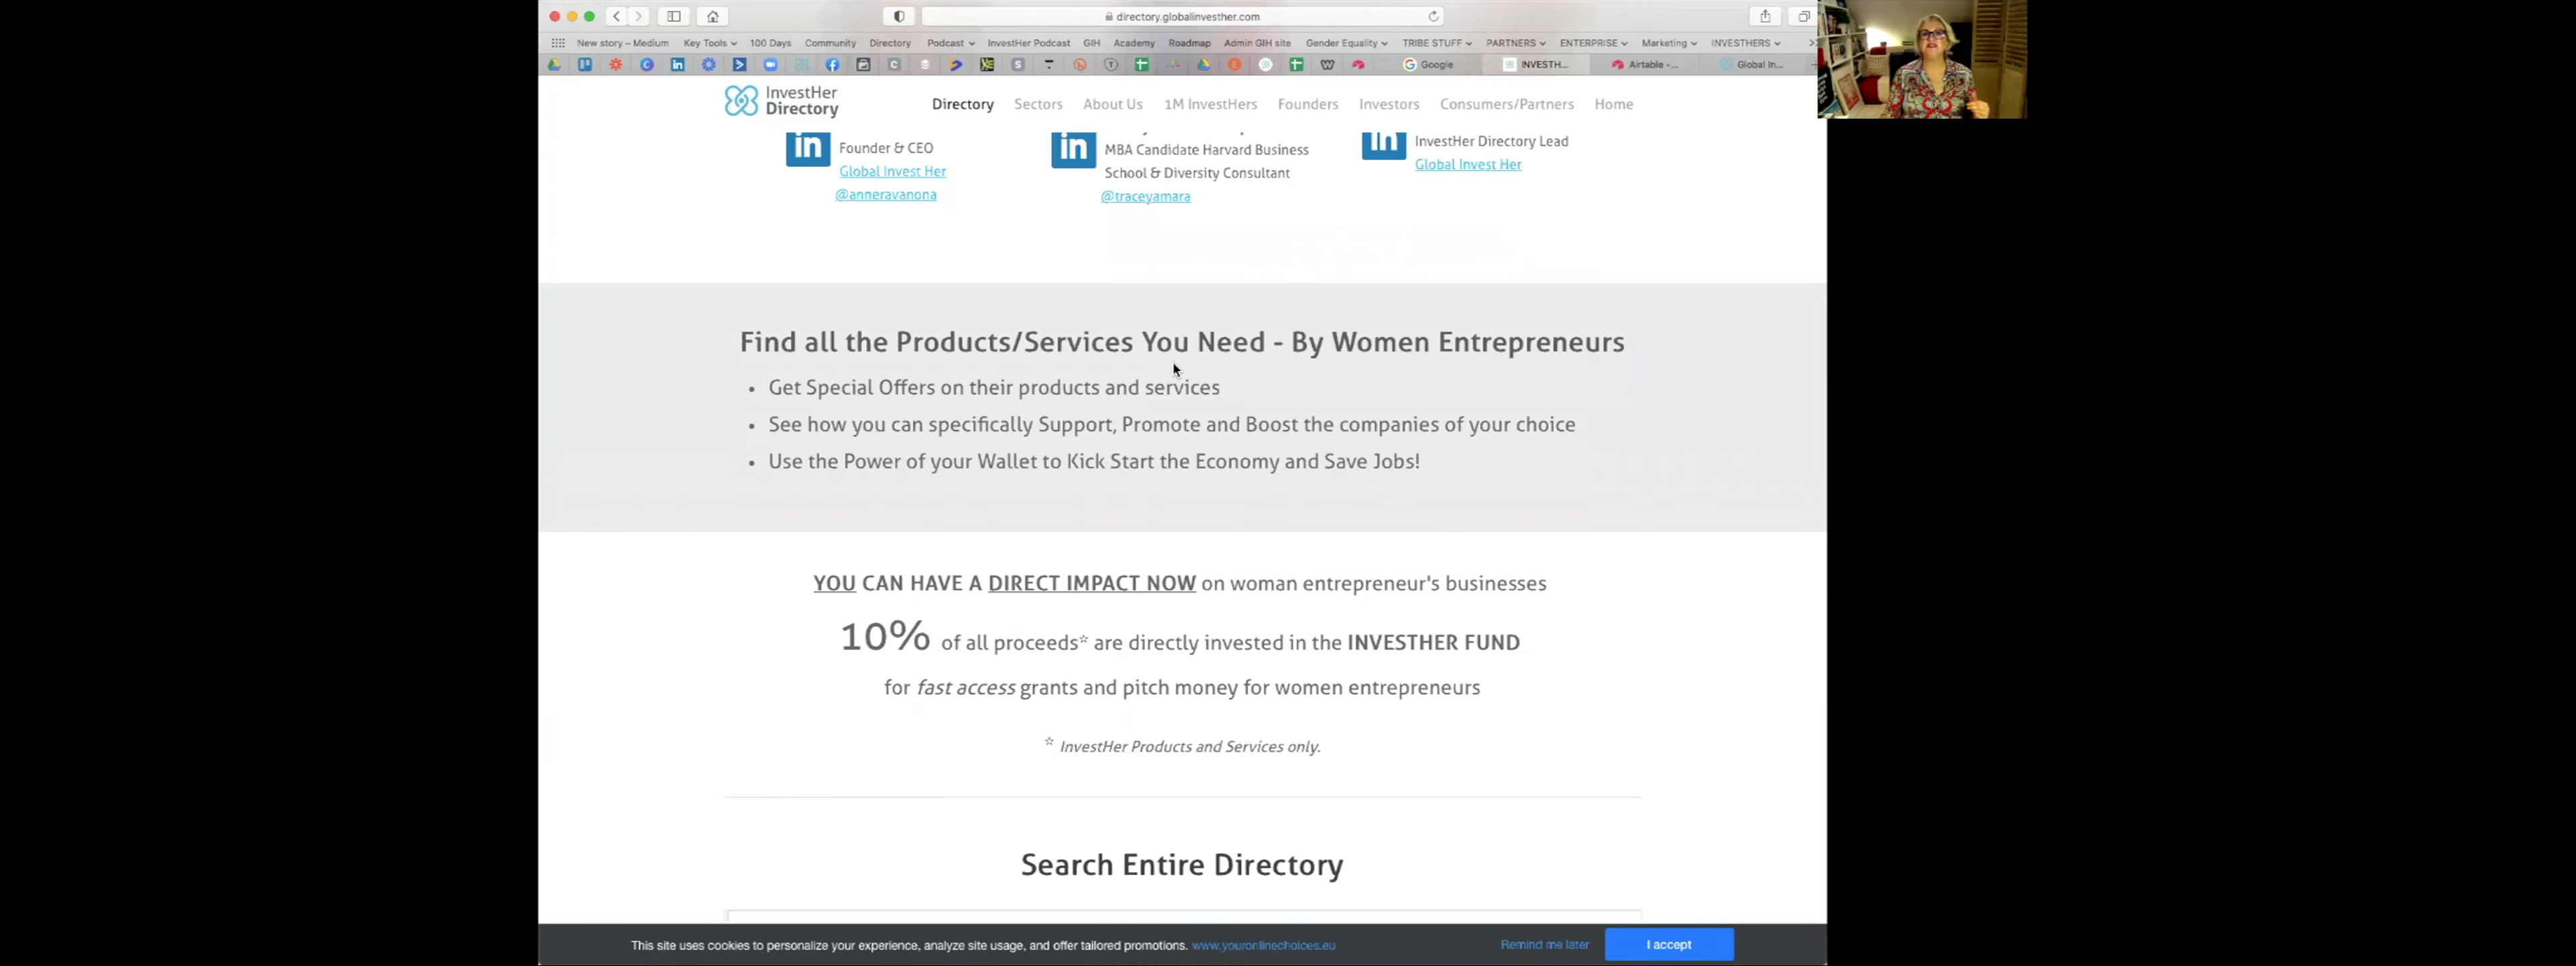 directory.globalinvesther.com
New story – Medium Key Tools 100 Days Community Directory Podcast InvestHer Podcast GIH Academy Roadmap Admin GIH site Gender Equality TRIBE STUFF PARTNERS ENTERPRISE Marketing INVESTHERS
Google INVESTH... Airtable -... Global In...
InvestHer
Directory
Directory Sectors About Us 1M InvestHers Founders Investors Consumers/Partners Home
in Founder & CEO
Global Invest Her
@anneravanona
in MBA Candidate Harvard Business
School & Diversity Consultant
@traceyamara
in InvestHer Directory Lead
Global Invest Her
Find all the Products/Services You Need - By Women Entrepreneurs
• Get Special Offers on their products and services
• See how you can specifically Support, Promote and Boost the companies of your choice
• Use the Power of your Wallet to Kick Start the Economy and Save Jobs!
YOU CAN HAVE A DIRECT IMPACT NOW on woman entrepreneur's businesses
10% of all proceeds☆ are directly invested in the INVESTHER FUND
for fast access grants and pitch money for women entrepreneurs
☆ InvestHer Products and Services only.
Search Entire Directory
This site uses cookies to personalize your experience, analyze site usage, and offer tailored promotions. www.youronlinechoices.eu Remind me later I accept